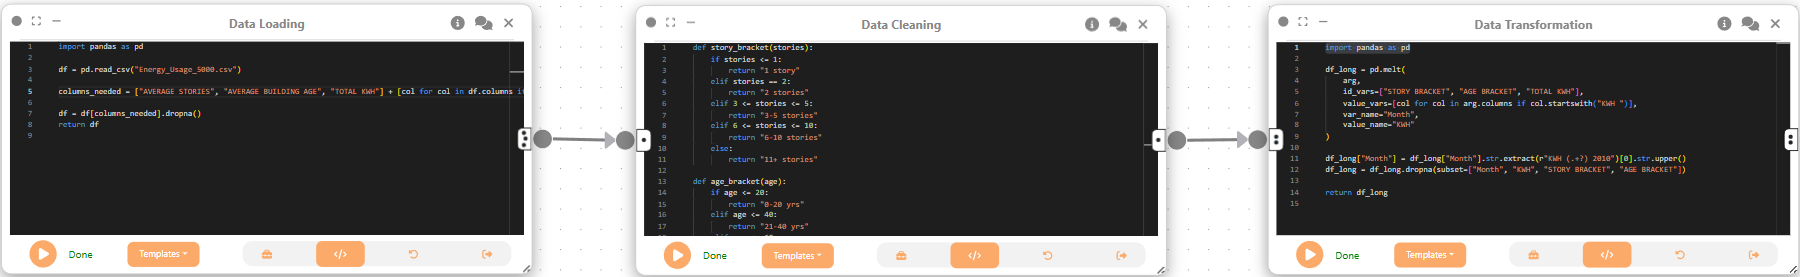 Data Loading
1 import pandas as pd
2
3 df = pd.read_csv("Energy_Usage_5000.csv")
4
5 columns_needed = ["AVERAGE STORIES", "AVERAGE BUILDING AGE", "TOTAL KWH"] + [col for col in df.columns i
6
7 df = df[columns_needed].dropna()
8 return df
9
Done
Templates
</>
Data Cleaning
1 def story_bracket(stories):
2 if stories <= 1:
3 return "1 story"
4 elif stories == 2:
5 return "2 stories"
6 elif 3 <= stories <= 5:
7 return "3-5 stories"
8 elif 6 <= stories <= 10:
9 return "6-10 stories"
10 else:
11 return "11+ stories"
12
13 def age_bracket(age):
14 if age <= 20:
15 return "0-20 yrs"
16 elif age <= 40:
17 return "21-40 yrs"
Done
Templates
</>
Data Transformation
1 import pandas as pd
2
3 df_long = pd.melt(
4 arg,
5 id_vars=["STORY BRACKET", "AGE BRACKET", "TOTAL KWH"],
6 value_vars=[col for col in arg.columns if col.startswith("KWH ")],
7 var_name="Month",
8 value_name="KWH"
9 )
10
11 df_long["Month"] = df_long["Month"].str.extract(r"KWH (.+?) 2010")[0].str.upper()
12 df_long = df_long.dropna(subset=["Month", "KWH", "STORY BRACKET", "AGE BRACKET"])
13
14 return df_long
15
Done
Templates
</>